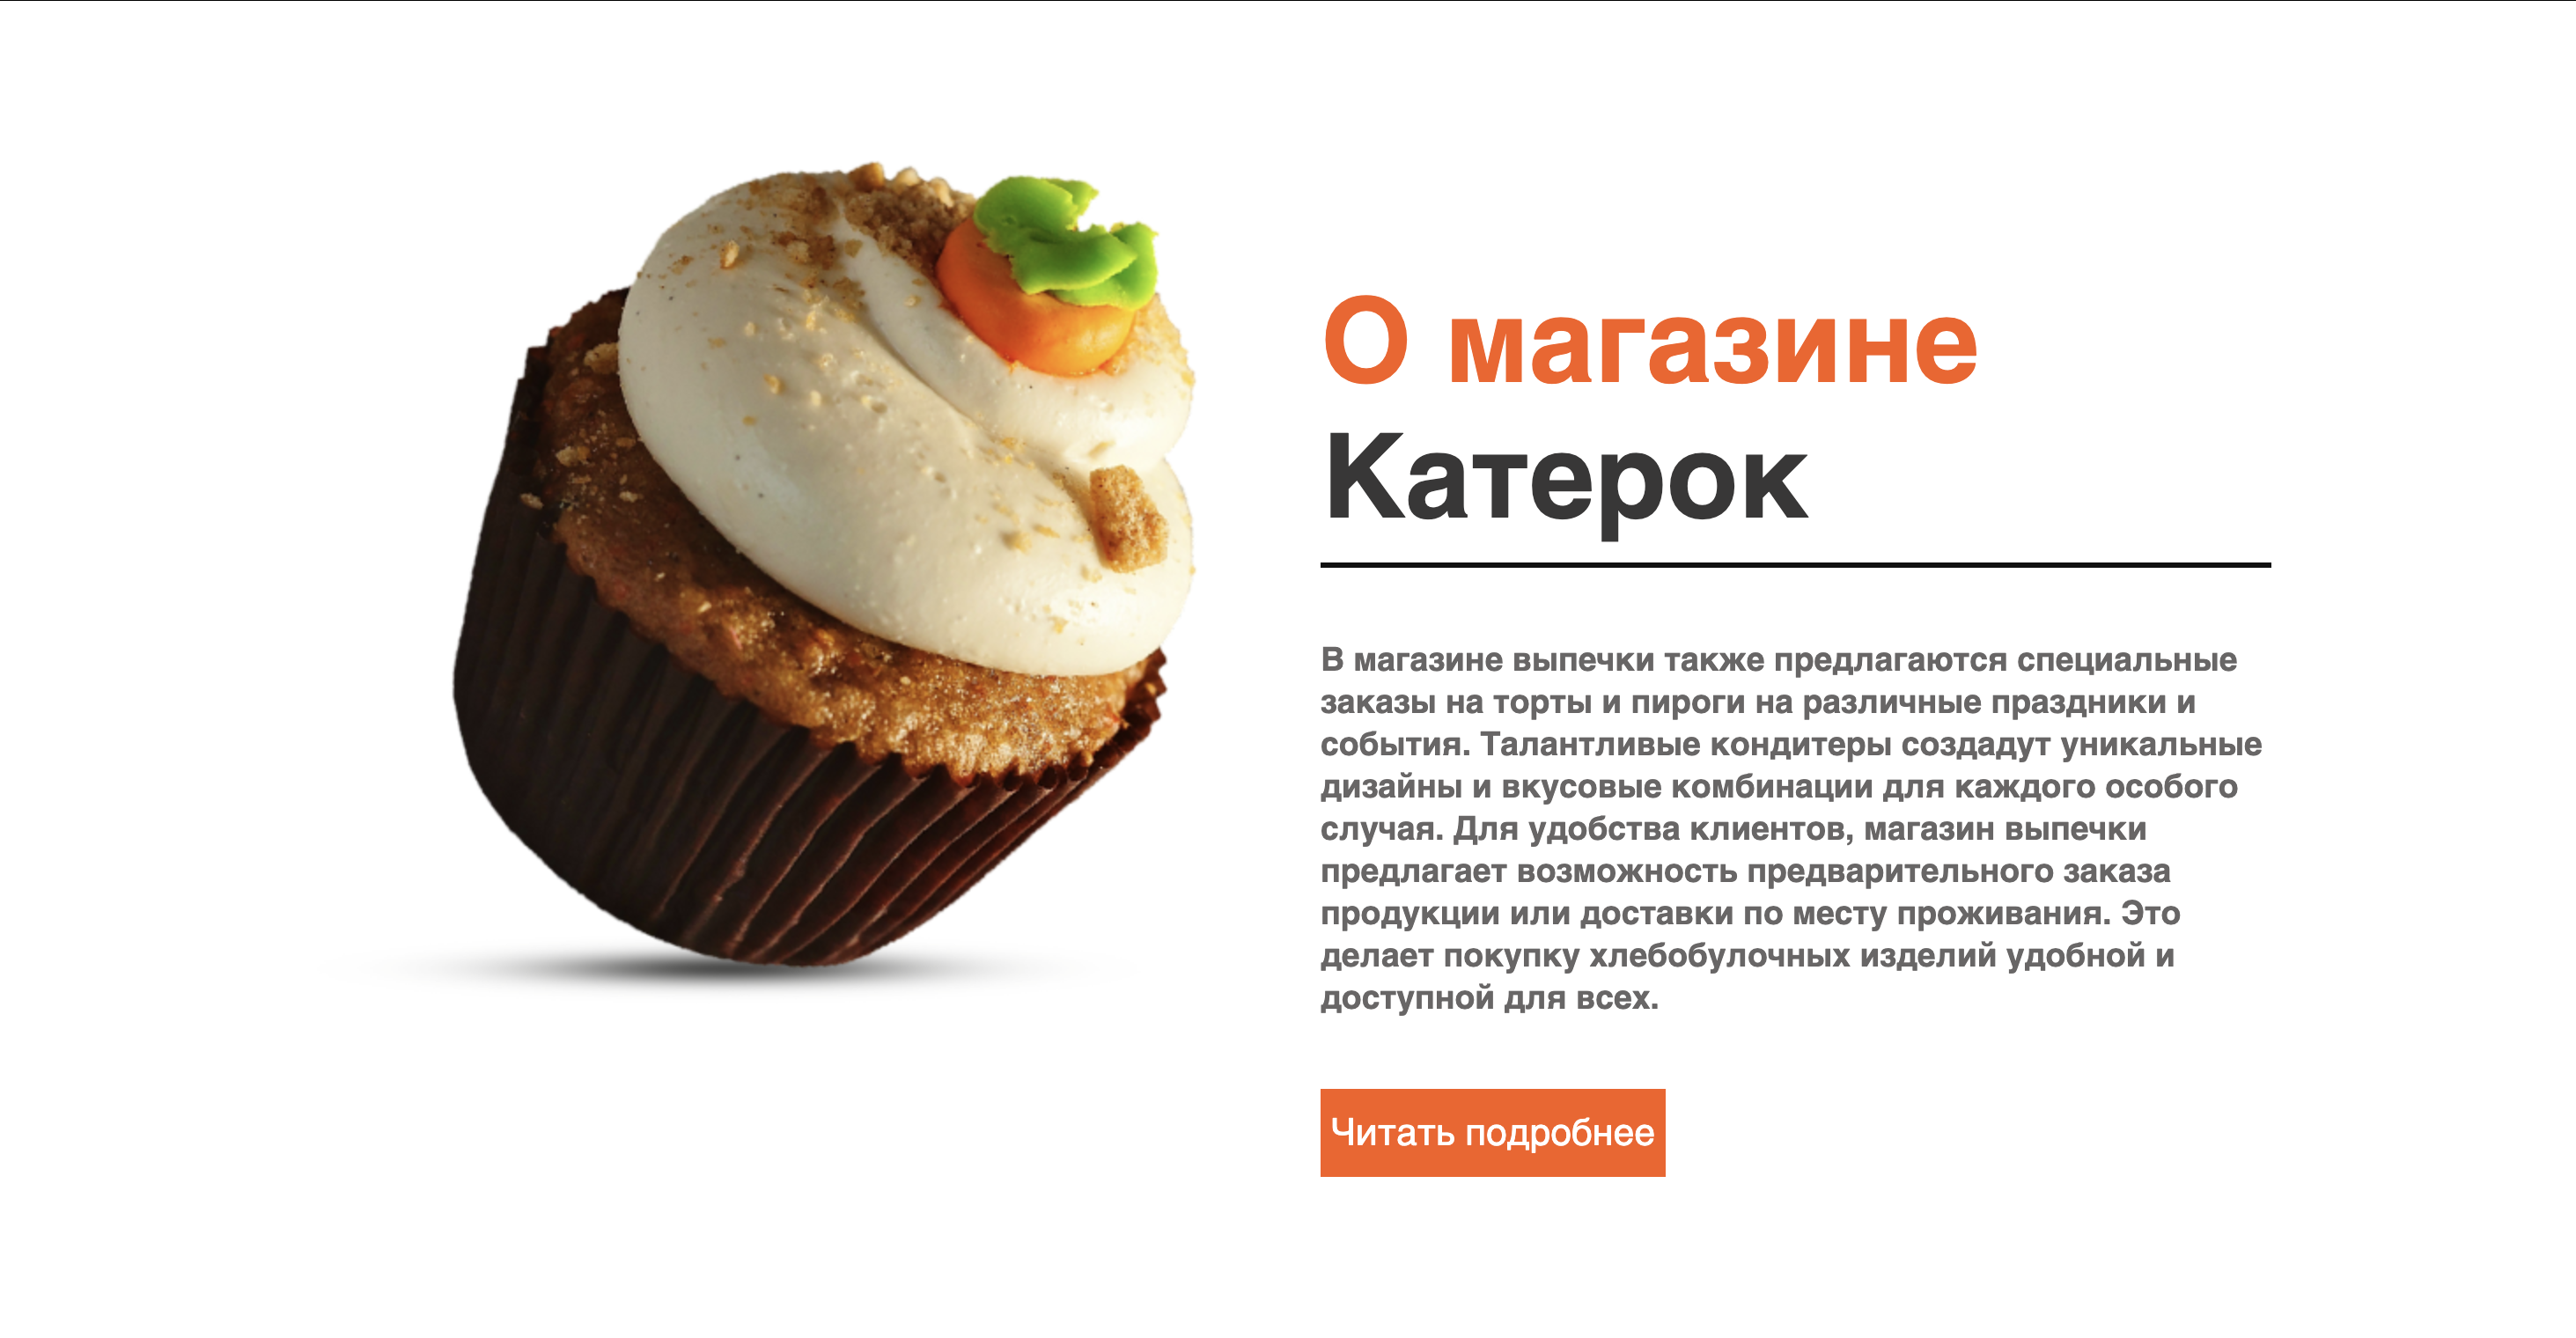 О магазине
Катерок
В магазине выпечки также предлагаются специальные
заказы на торты и пироги на различные праздники и
события. Талантливые кондитеры создадут уникальные
дизайны и вкусовые комбинации для каждого особого
случая. Для удобства клиентов, магазин выпечки
предлагает возможность предварительного заказа
продукции или доставки по месту проживания. Это
делает покупку хлебобулочных изделий удобной и
доступной для всех.
Читать подробнее